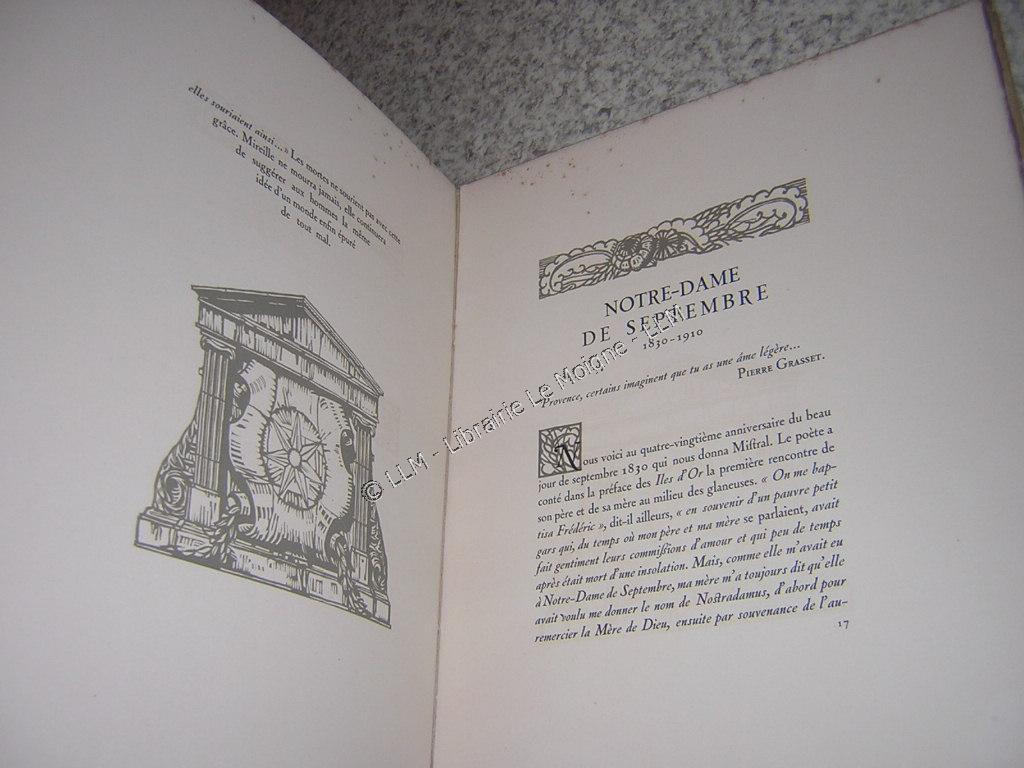 elles souriaient ainsi... » Les mortes ne sourient pas avec cette
grâce. Mireille ne mourra jamais, elle continuera
de suggérer aux hommes la même
idée d'un monde enfin épuré
de tout mal.
NOTRE-DAME
DE SEPTEMBRE
1830-1910
Provence, certains imaginent que tu as une âme légère...
PIERRE GRASSET.
Nous voici au quatre-vingtième anniversaire du beau
jour de septembre 1830 qui nous donna Mistral. Le poète a
conté dans la préface des Iles d'Or la première rencontre de
son père et de sa mère au milieu des glaneuses. « On me bap-
tisa Frédéric », dit-il ailleurs, « en souvenir d'un pauvre petit
gars qui, du temps où mon père et ma mère se parlaient, avait
fait gentiment leurs commissions d'amour et qui peu de temps
après était mort d'une insolation. Mais, comme elle m'avait eu
à Notre-Dame de Septembre, ma mère m'a toujours dit qu'elle
avait voulu me donner le nom de Nostradamus, d'abord pour
remercier la Mère de Dieu, ensuite par souvenance de l'au-
17
© LLM - Librairie Le Moigne - LLM